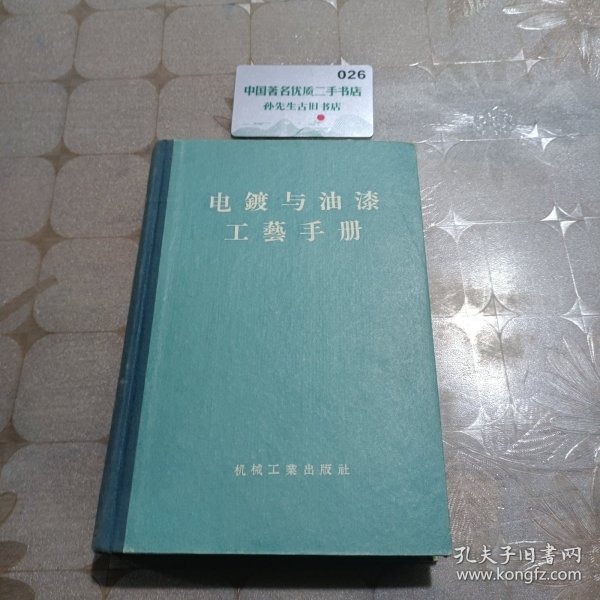 026
中国著名优质二手书店
孙先生古旧书店
电鍍与油漆
工藝手册
机械工業出版社
孔夫子旧书网
www.kongfz.com